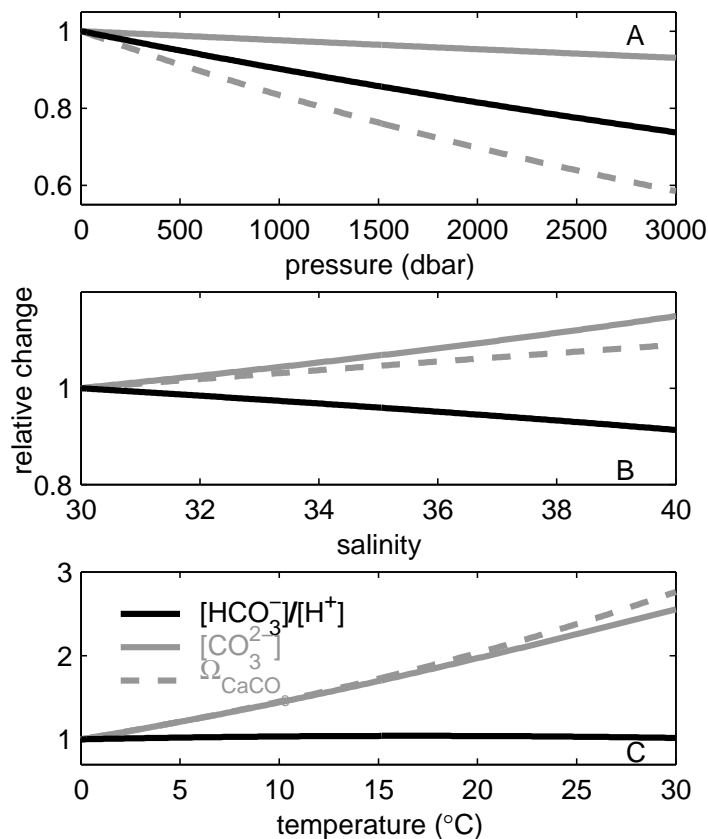 A
1
0.8
0.6
0 500 1000 1500 2000 2500 3000
pressure (dbar)
relative change
1
0.8
B
30 32 34 36 38 40
salinity
3
2
1
[HCO₃⁻]/[H⁺]
[CO₃²⁻]
Ω CaCO₃
C
0 5 10 15 20 25 30
temperature (°C)